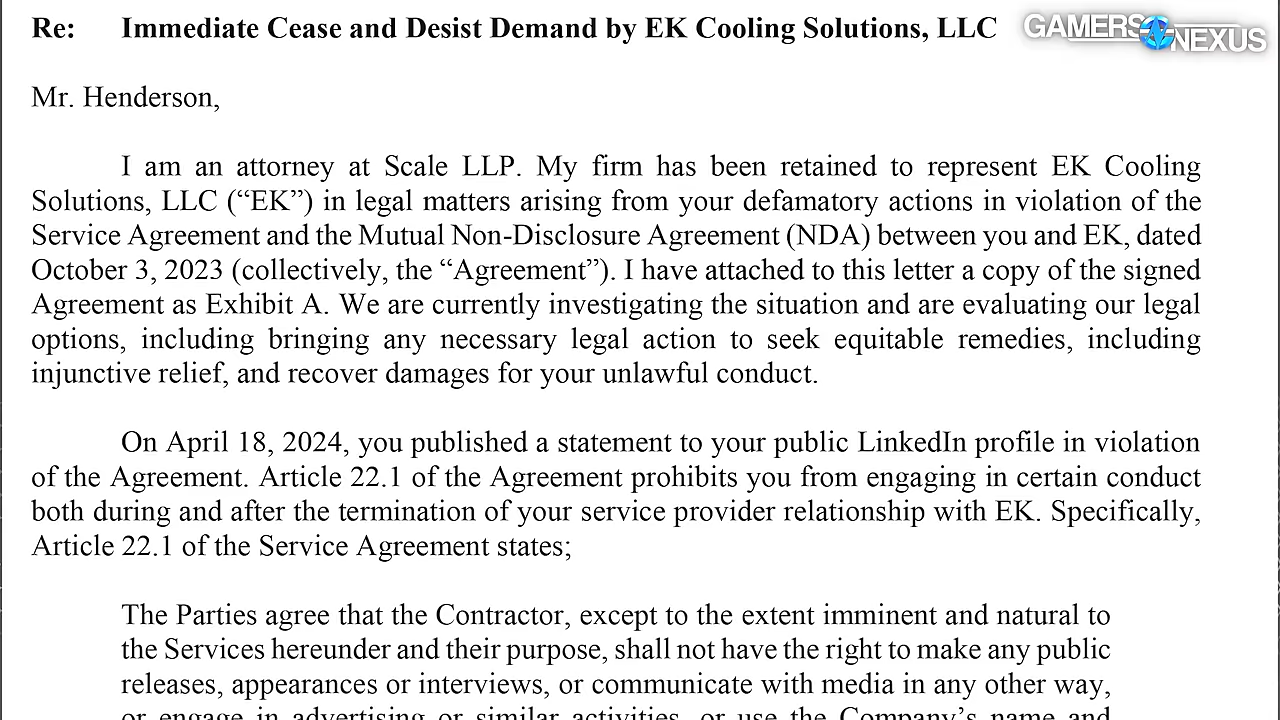 Re: Immediate Cease and Desist Demand by EK Cooling Solutions, LLC
GAMERS NEXUS
Mr. Henderson,
I am an attorney at Scale LLP. My firm has been retained to represent EK Cooling
Solutions, LLC (“EK”) in legal matters arising from your defamatory actions in violation of the
Service Agreement and the Mutual Non-Disclosure Agreement (NDA) between you and EK, dated
October 3, 2023 (collectively, the “Agreement”). I have attached to this letter a copy of the signed
Agreement as Exhibit A. We are currently investigating the situation and are evaluating our legal
options, including bringing any necessary legal action to seek equitable remedies, including
injunctive relief, and recover damages for your unlawful conduct.
On April 18, 2024, you published a statement to your public LinkedIn profile in violation
of the Agreement. Article 22.1 of the Agreement prohibits you from engaging in certain conduct
both during and after the termination of your service provider relationship with EK. Specifically,
Article 22.1 of the Service Agreement states;
The Parties agree that the Contractor, except to the extent imminent and natural to
the Services hereunder and their purpose, shall not have the right to make any public
releases, appearances or interviews, or communicate with media in any other way,
or engage in advertising or similar activities, or use the Company’s name and